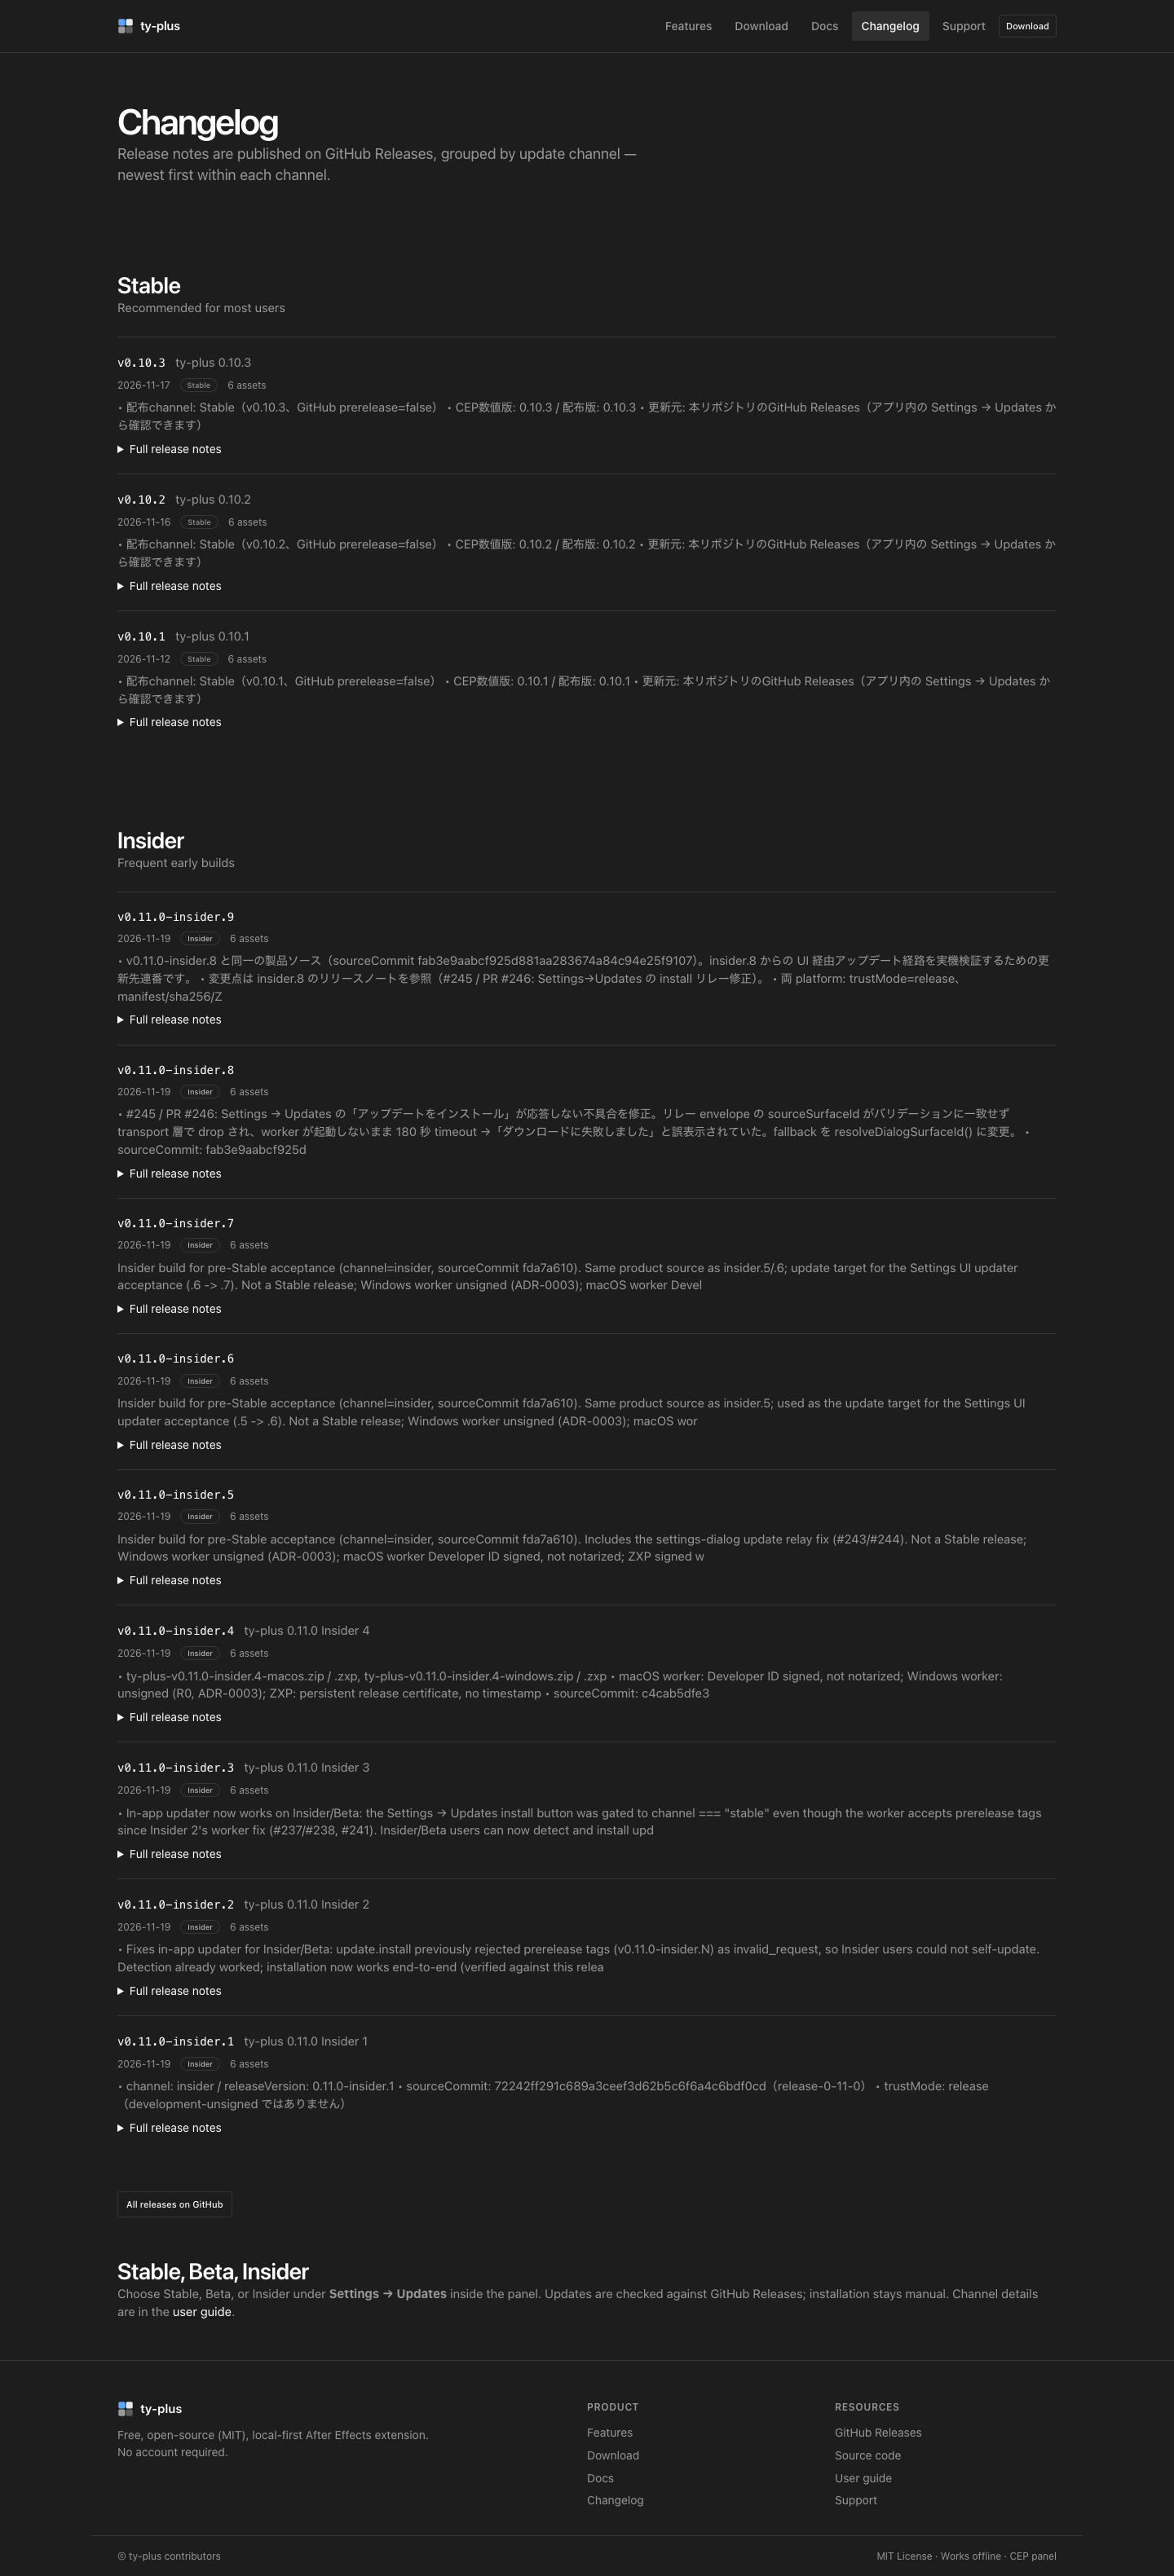 ty-plus
Features Download Docs Changelog Support Download
Changelog
Release notes are published on GitHub Releases, grouped by update channel —
newest first within each channel.
Stable
Recommended for most users
v0.10.3 ty-plus 0.10.3
2026-11-17 Stable 6 assets
• 配布channel: Stable（v0.10.3、GitHub prerelease=false） • CEP数値版: 0.10.3 / 配布版: 0.10.3 • 更新元: 本リポジトリのGitHub Releases（アプリ内の Settings → Updates か
ら確認できます）
▶ Full release notes
v0.10.2 ty-plus 0.10.2
2026-11-16 Stable 6 assets
• 配布channel: Stable（v0.10.2、GitHub prerelease=false） • CEP数値版: 0.10.2 / 配布版: 0.10.2 • 更新元: 本リポジトリのGitHub Releases（アプリ内の Settings → Updates か
ら確認できます）
▶ Full release notes
v0.10.1 ty-plus 0.10.1
2026-11-12 Stable 6 assets
• 配布channel: Stable（v0.10.1、GitHub prerelease=false） • CEP数値版: 0.10.1 / 配布版: 0.10.1 • 更新元: 本リポジトリのGitHub Releases（アプリ内の Settings → Updates か
ら確認できます）
▶ Full release notes
Insider
Frequent early builds
v0.11.0-insider.9
2026-11-19 Insider 6 assets
• v0.11.0-insider.8 と同一の製品ソース（sourceCommit fab3e9aabcf925d881aa283674a84c94e25f9107）。insider.8 からの UI 経由アップデート経路を実機検証するための更
新先連番です。 • 変更点は insider.8 のリリースノートを参照（#245 / PR #246: Settings→Updates の install リレー修正）。 • 両 platform: trustMode=release、
manifest/sha256/Z
▶ Full release notes
v0.11.0-insider.8
2026-11-19 Insider 6 assets
• #245 / PR #246: Settings → Updates の「アップデートをインストール」が応答しない不具合を修正。リレー envelope の sourceSurfaceId がバリデーションに一致せず
transport 層で drop され、worker が起動しないまま 180 秒 timeout →「ダウンロードに失敗しました」と誤表示されていた。fallback を resolveDialogSurfaceId() に変更。 •
sourceCommit: fab3e9aabcf925d
▶ Full release notes
v0.11.0-insider.7
2026-11-19 Insider 6 assets
Insider build for pre-Stable acceptance (channel=insider, sourceCommit fda7a610). Same product source as insider.5/.6; update target for the Settings UI updater
acceptance (.6 -> .7). Not a Stable release; Windows worker unsigned (ADR-0003); macOS worker Devel
▶ Full release notes
v0.11.0-insider.6
2026-11-19 Insider 6 assets
Insider build for pre-Stable acceptance (channel=insider, sourceCommit fda7a610). Same product source as insider.5; used as the update target for the Settings UI
updater acceptance (.5 -> .6). Not a Stable release; Windows worker unsigned (ADR-0003); macOS wor
▶ Full release notes
v0.11.0-insider.5
2026-11-19 Insider 6 assets
Insider build for pre-Stable acceptance (channel=insider, sourceCommit fda7a610). Includes the settings-dialog update relay fix (#243/#244). Not a Stable release;
Windows worker unsigned (ADR-0003); macOS worker Developer ID signed, not notarized; ZXP signed w
▶ Full release notes
v0.11.0-insider.4 ty-plus 0.11.0 Insider 4
2026-11-19 Insider 6 assets
• ty-plus-v0.11.0-insider.4-macos.zip / .zxp, ty-plus-v0.11.0-insider.4-windows.zip / .zxp • macOS worker: Developer ID signed, not notarized; Windows worker:
unsigned (R0, ADR-0003); ZXP: persistent release certificate, no timestamp • sourceCommit: c4cab5dfe3
▶ Full release notes
v0.11.0-insider.3 ty-plus 0.11.0 Insider 3
2026-11-19 Insider 6 assets
• In-app updater now works on Insider/Beta: the Settings → Updates install button was gated to channel === "stable" even though the worker accepts prerelease tags
since Insider 2's worker fix (#237/#238, #241). Insider/Beta users can now detect and install upd
▶ Full release notes
v0.11.0-insider.2 ty-plus 0.11.0 Insider 2
2026-11-19 Insider 6 assets
• Fixes in-app updater for Insider/Beta: update.install previously rejected prerelease tags (v0.11.0-insider.N) as invalid_request, so Insider users could not self-update.
Detection already worked; installation now works end-to-end (verified against this relea
▶ Full release notes
v0.11.0-insider.1 ty-plus 0.11.0 Insider 1
2026-11-19 Insider 6 assets
• channel: insider / releaseVersion: 0.11.0-insider.1 • sourceCommit: 72242ff291c689a3ceef3d62b5c6f6a4c6bdf0cd（release-0-11-0） • trustMode: release
（development-unsigned ではありません）
▶ Full release notes
All releases on GitHub
Stable, Beta, Insider
Choose Stable, Beta, or Insider under Settings → Updates inside the panel. Updates are checked against GitHub Releases; installation stays manual. Channel details
are in the user guide.
ty-plus
Free, open-source (MIT), local-first After Effects extension.
No account required.
PRODUCT
Features
Download
Docs
Changelog
RESOURCES
GitHub Releases
Source code
User guide
Support
© ty-plus contributors
MIT License · Works offline · CEP panel